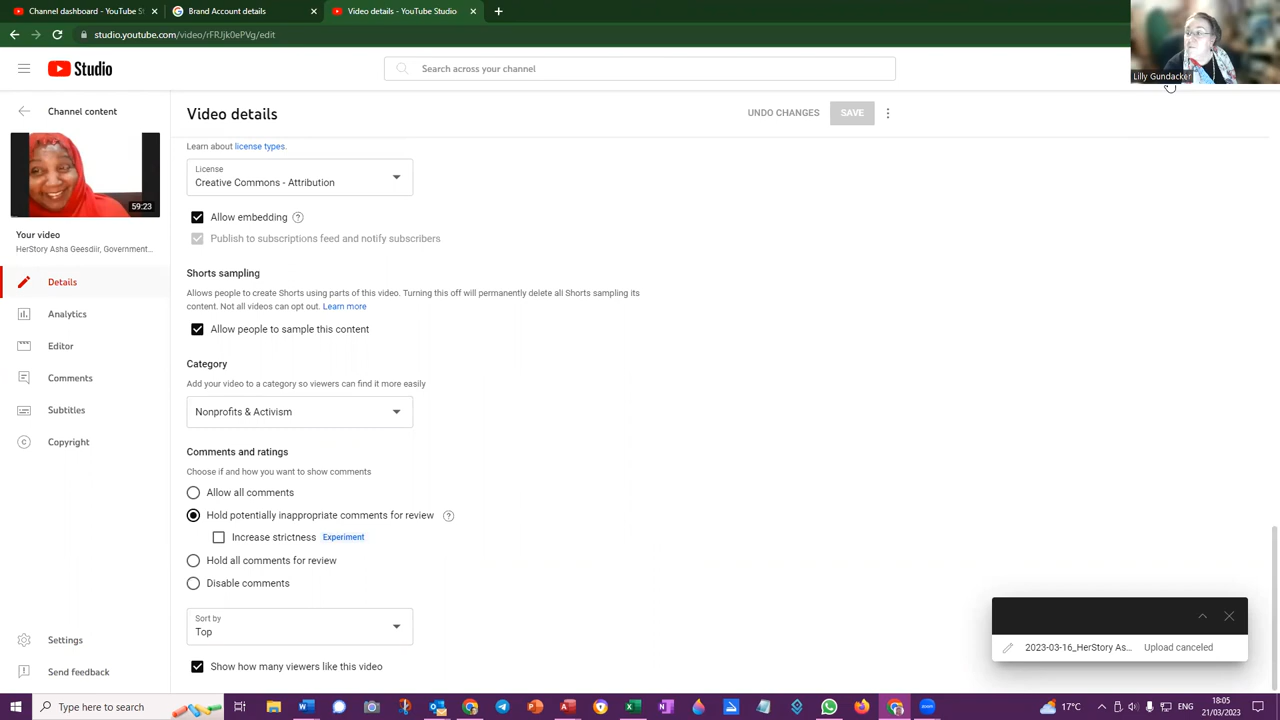 Channel dashboard - YouTube St
Brand Account details
Video details - YouTube Studio
studio.youtube.com/video/rFRJjk0ePVg/edit
Studio
Search across your channel
Lilly Gundacker
Channel content
Video details
UNDO CHANGES
SAVE
59:23
Your video
HerStory Asha Geesdiir, Government...
Details
Analytics
Editor
Comments
Subtitles
Copyright
Settings
Send feedback
Learn about license types.
License
Creative Commons - Attribution
Allow embedding
Publish to subscriptions feed and notify subscribers
Shorts sampling
Allows people to create Shorts using parts of this video. Turning this off will permanently delete all Shorts sampling its
content. Not all videos can opt out. Learn more
Allow people to sample this content
Category
Add your video to a category so viewers can find it more easily
Nonprofits & Activism
Comments and ratings
Choose if and how you want to show comments
Allow all comments
Hold potentially inappropriate comments for review
Increase strictness Experiment
Hold all comments for review
Disable comments
Sort by
Top
Show how many viewers like this video
2023-03-16_HerStory As... Upload canceled
Type here to search
17°C
ENG
18:05
21/03/2023